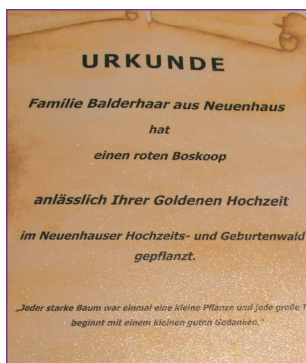 URKUNDE
Familie Balderhaar aus Neuenhaus
hat
einen roten Boskoop
anlässlich Ihrer Goldenen Hochzeit
im Neuenhauser Hochzeits- und Geburtenwald
gepflanzt.
„Jeder starke Baum war einmal eine kleine Pflanze und jede große
beginnt mit einem kleinen guten Gedanken."